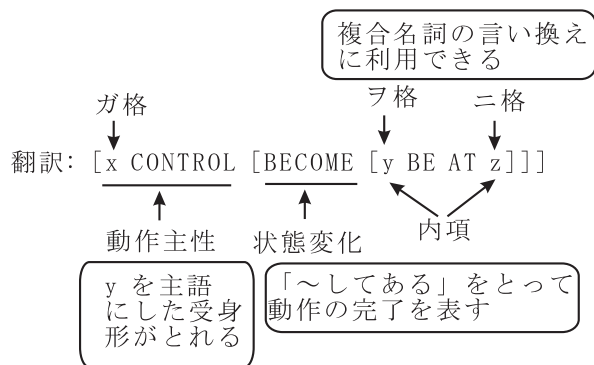 複合名詞の言い換え
に利用できる
ガ格
ヲ格
ニ格
翻訳: [x CONTROL [BECOME [y BE AT z]]]
動作主性
状態変化
内項
y を主語
にした受身
形がとれる
「～してある」をとって
動作の完了を表す